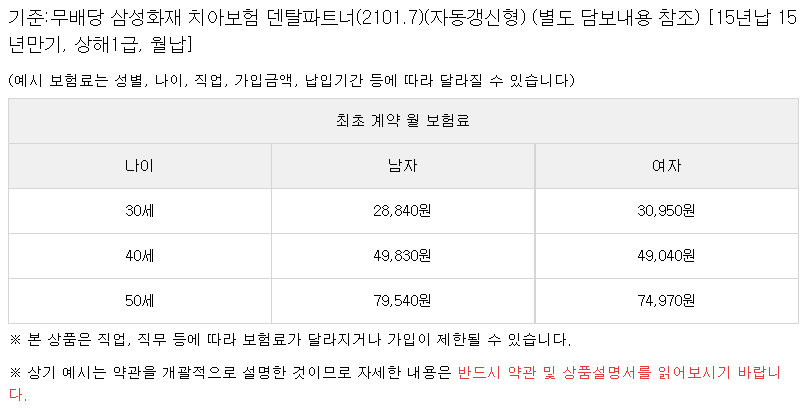 기준:무배당 삼성화재 치아보험 덴탈파트너(2101.7)(자동갱신형) (별도 담보내용 참조) [15년납 15
년만기, 상해1급, 월납]
(예시 보험료는 성별, 나이, 직업, 가입금액, 납입기간 등에 따라 달라질 수 있습니다)
최초 계약 월 보험료
나이 남자 여자
30세 28,840원 30,950원
40세 49,830원 49,040원
50세 79,540원 74,970원
※ 본 상품은 직업, 직무 등에 따라 보험료가 달라지거나 가입이 제한될 수 있습니다.
※ 상기 예시는 약관을 개괄적으로 설명한 것이므로 자세한 내용은 반드시 약관 및 상품설명서를 읽어보시기 바랍니
다.